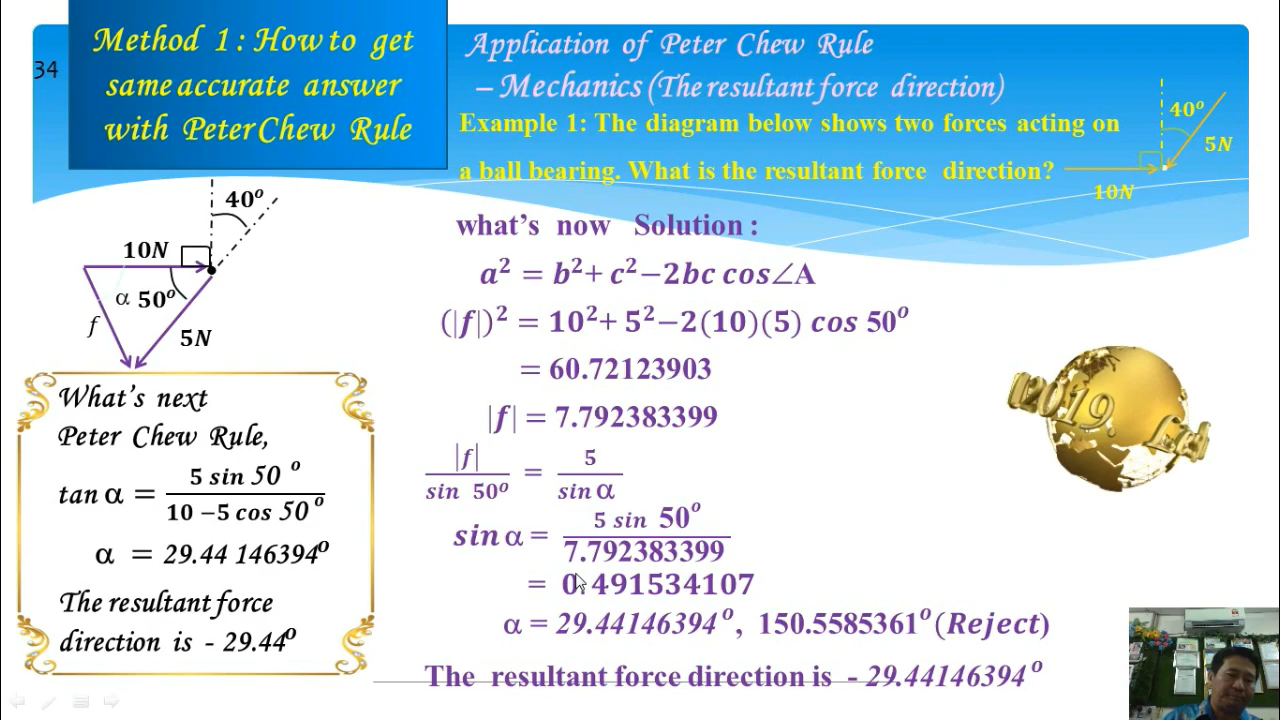 34
Method 1 : How to get
same accurate answer
with Peter Chew Rule
Application of Peter Chew Rule
– Mechanics (The resultant force direction)
Example 1: The diagram below shows two forces acting on
a ball bearing. What is the resultant force direction?
40°
5N
10N
40°
10N
α 50°
f
5N
what's now Solution :
a² = b²+ c²−2bc cos∠A
(|f|)² = 10²+ 5²−2(10)(5) cos 50°
= 60.72123903
|f| = 7.792383399
|f| / sin 50° = 5 / sin α
sin α = 5 sin 50° / 7.792383399
= 0.491534107
α = 29.44146394°, 150.5585361° (Reject)
The resultant force direction is - 29.44146394°
What's next
Peter Chew Rule,
tan α = 5 sin 50° / 10 −5 cos 50°
α = 29.44 146394°
The resultant force
direction is - 29.44°
2019